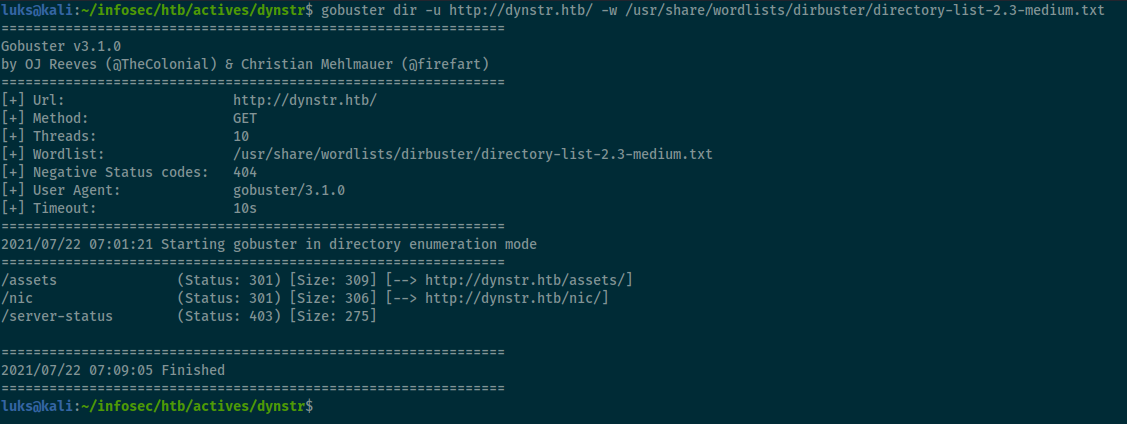 luks@kali:~/infosec/htb/actives/dynstr$ gobuster dir -u http://dynstr.htb/ -w /usr/share/wordlists/dirbuster/directory-list-2.3-medium.txt
===============================================================
Gobuster v3.1.0
by OJ Reeves (@TheColonial) & Christian Mehlmauer (@firefart)
===============================================================
[+] Url:                     http://dynstr.htb/
[+] Method:                  GET
[+] Threads:                 10
[+] Wordlist:                /usr/share/wordlists/dirbuster/directory-list-2.3-medium.txt
[+] Negative Status codes:   404
[+] User Agent:              gobuster/3.1.0
[+] Timeout:                 10s
===============================================================
2021/07/22 07:01:21 Starting gobuster in directory enumeration mode
===============================================================
/assets               (Status: 301) [Size: 309] [--> http://dynstr.htb/assets/]
/nic                  (Status: 301) [Size: 306] [--> http://dynstr.htb/nic/]
/server-status        (Status: 403) [Size: 275]
===============================================================
2021/07/22 07:09:05 Finished
===============================================================
luks@kali:~/infosec/htb/actives/dynstr$